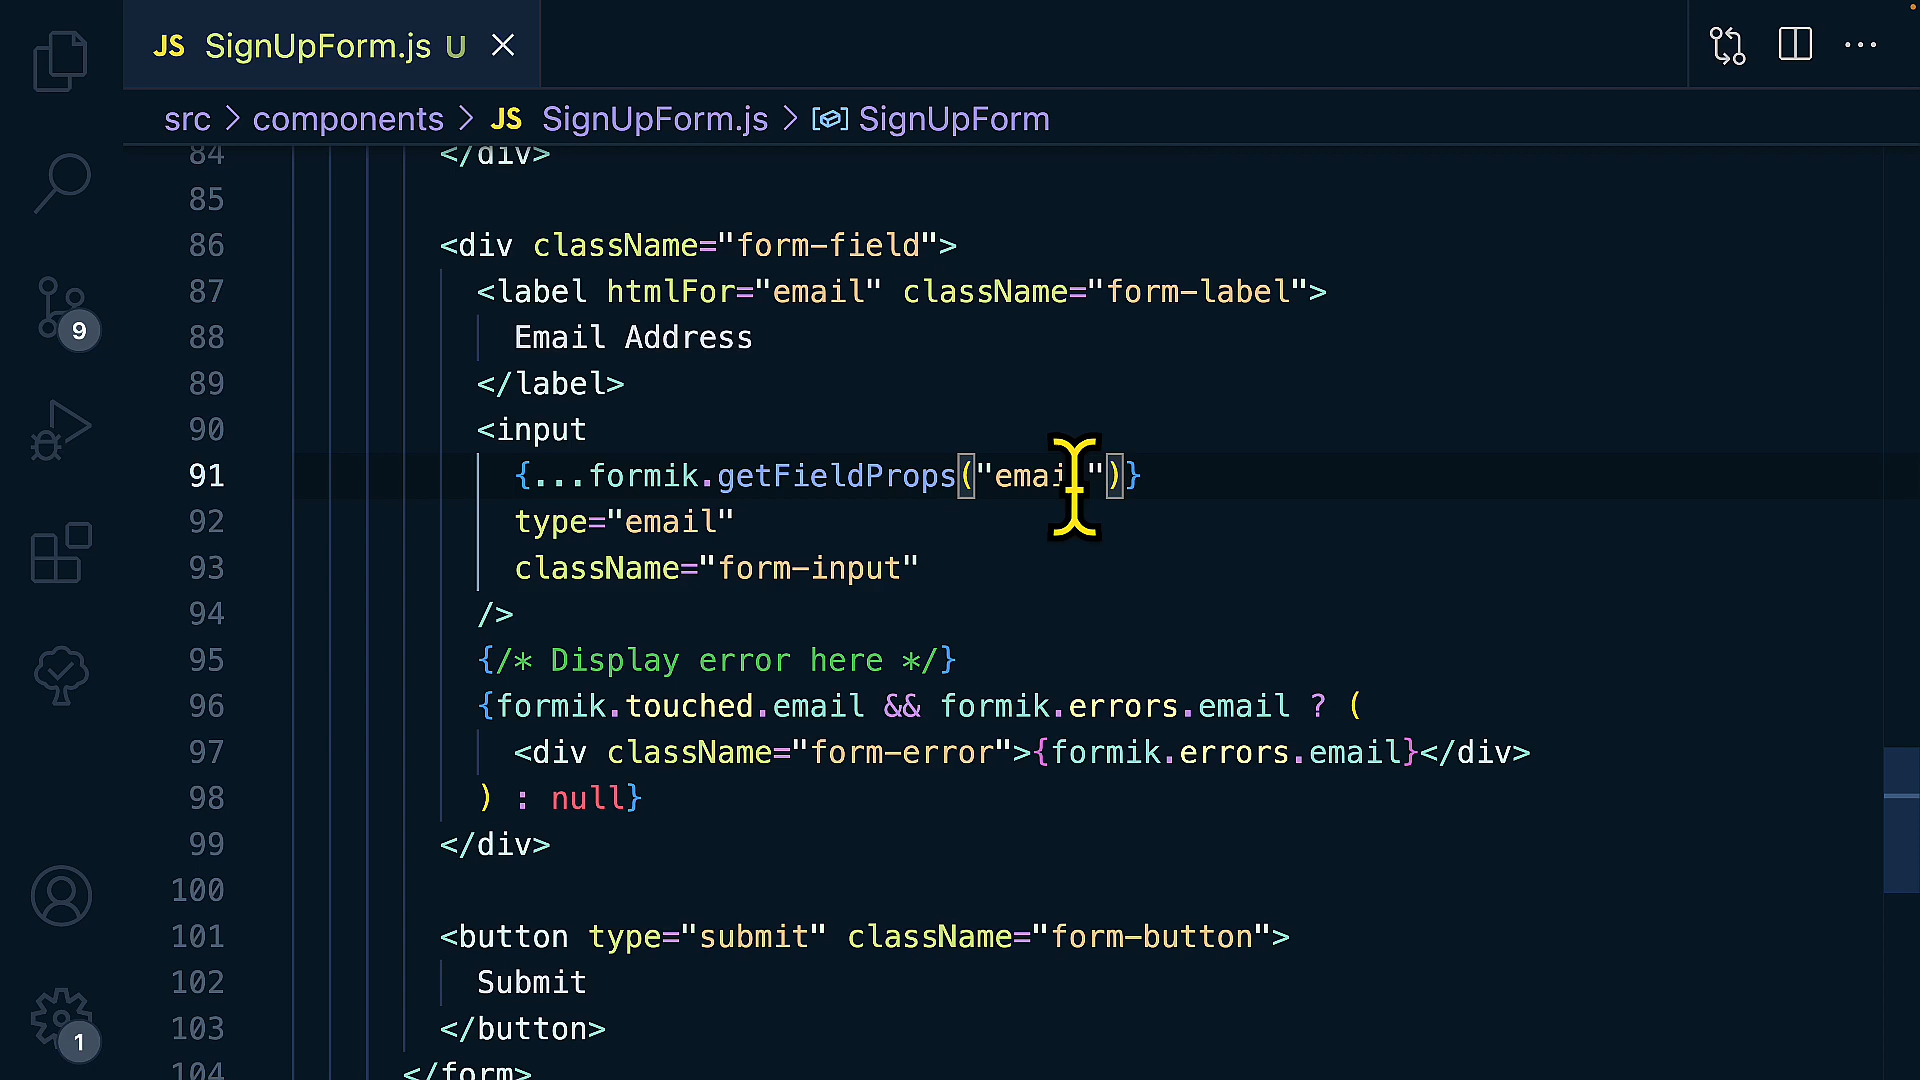 JS SignUpForm.js U
src > components > JS SignUpForm.js > SignUpForm
84 </div>
85
86 <div className="form-field">
87 <label htmlFor="email" className="form-label">
88 Email Address
89 </label>
90 <input
91 {...formik.getFieldProps("email")}
92 type="email"
93 className="form-input"
94 />
95 {/* Display error here */}
96 {formik.touched.email && formik.errors.email ? (
97 <div className="form-error">{formik.errors.email}</div>
98 ) : null}
99 </div>
100
101 <button type="submit" className="form-button">
102 Submit
103 </button>
104 </form>
9
1